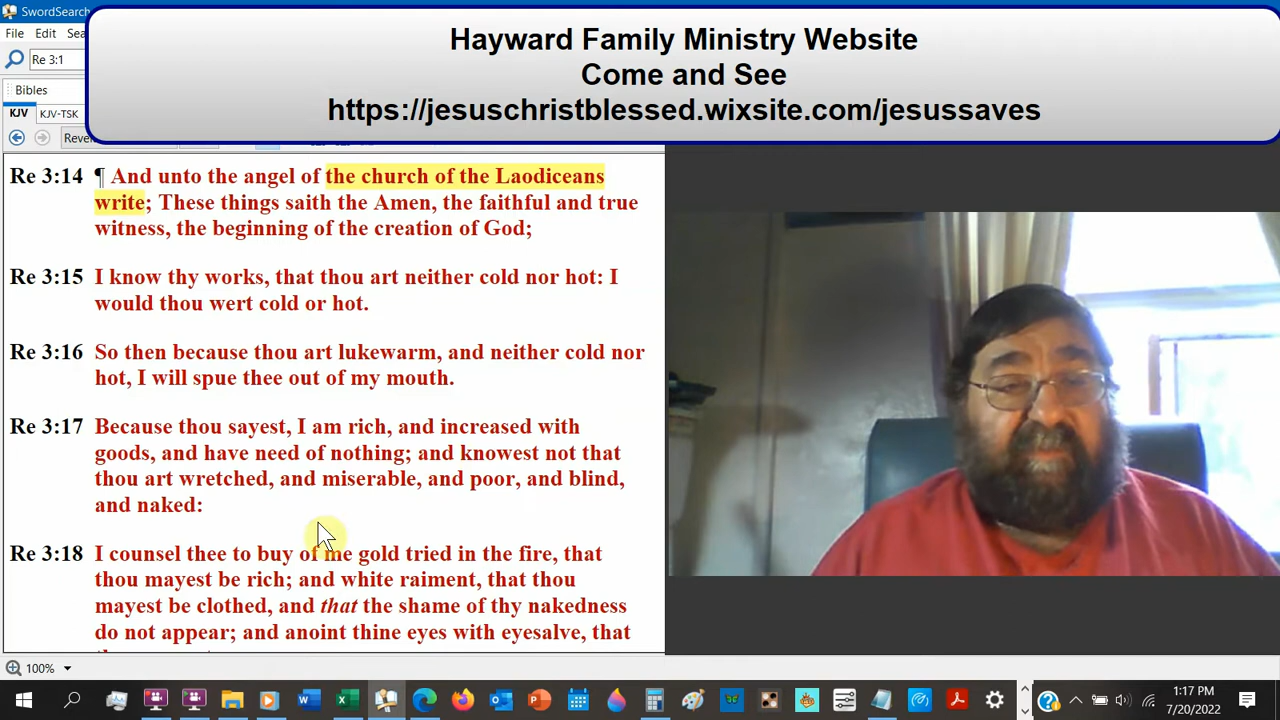 SwordSearch
Hayward Family Ministry Website
Come and See
https://jesuschristblessed.wixsite.com/jesussaves
File Edit
Re 3:1
Bibles
KJV KJV-TSK
Re 3:14 ¶ And unto the angel of the church of the Laodiceans
write; These things saith the Amen, the faithful and true
witness, the beginning of the creation of God;
Re 3:15 I know thy works, that thou art neither cold nor hot: I
would thou wert cold or hot.
Re 3:16 So then because thou art lukewarm, and neither cold nor
hot, I will spue thee out of my mouth.
Re 3:17 Because thou sayest, I am rich, and increased with
goods, and have need of nothing; and knowest not that
thou art wretched, and miserable, and poor, and blind,
and naked:
Re 3:18 I counsel thee to buy of me gold tried in the fire, that
thou mayest be rich; and white raiment, that thou
mayest be clothed, and that the shame of thy nakedness
do not appear; and anoint thine eyes with eyesalve, that
100%
1:17 PM
7/20/2022